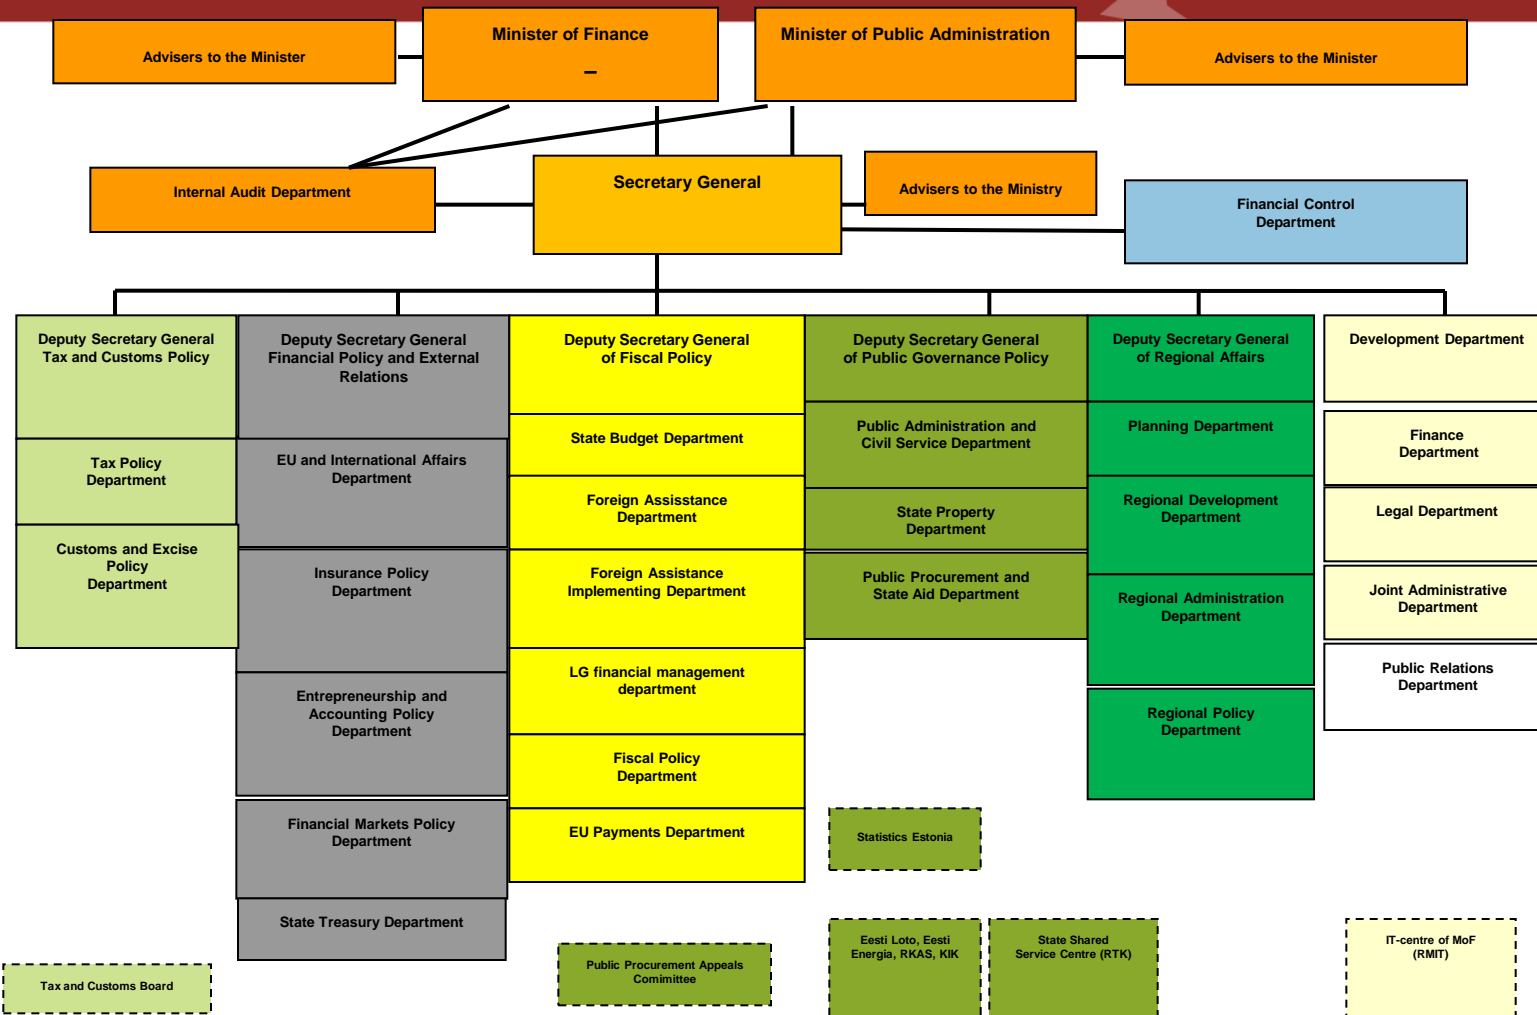 Minister of Finance
–
Minister of Public Administration
Advisers to the Minister
Advisers to the Minister
Internal Audit Department
Secretary General
Advisers to the Ministry
Financial Control
Department
Deputy Secretary General
Tax and Customs Policy
Tax Policy
Department
Customs and Excise
Policy
Department
Deputy Secretary General
Financial Policy and External
Relations
EU and International Affairs
Department
Insurance Policy
Department
Entrepreneurship and
Accounting Policy
Department
Financial Markets Policy
Department
State Treasury Department
Deputy Secretary General
of Fiscal Policy
State Budget Department
Foreign Assisstance
Department
Foreign Assistance
Implementing Department
LG financial management
department
Fiscal Policy
Department
EU Payments Department
Deputy Secretary General
of Public Governance Policy
Public Administration and
Civil Service Department
State Property
Department
Public Procurement and
State Aid Department
Deputy Secretary General
of Regional Affairs
Planning Department
Regional Development
Department
Regional Administration
Department
Regional Policy
Department
Development Department
Finance
Department
Legal Department
Joint Administrative
Department
Public Relations
Department
Statistics Estonia
Tax and Customs Board
Public Procurement Appeals
Comimittee
Eesti Loto, Eesti
Energia, RKAS, KIK
State Shared
Service Centre (RTK)
IT-centre of MoF
(RMIT)